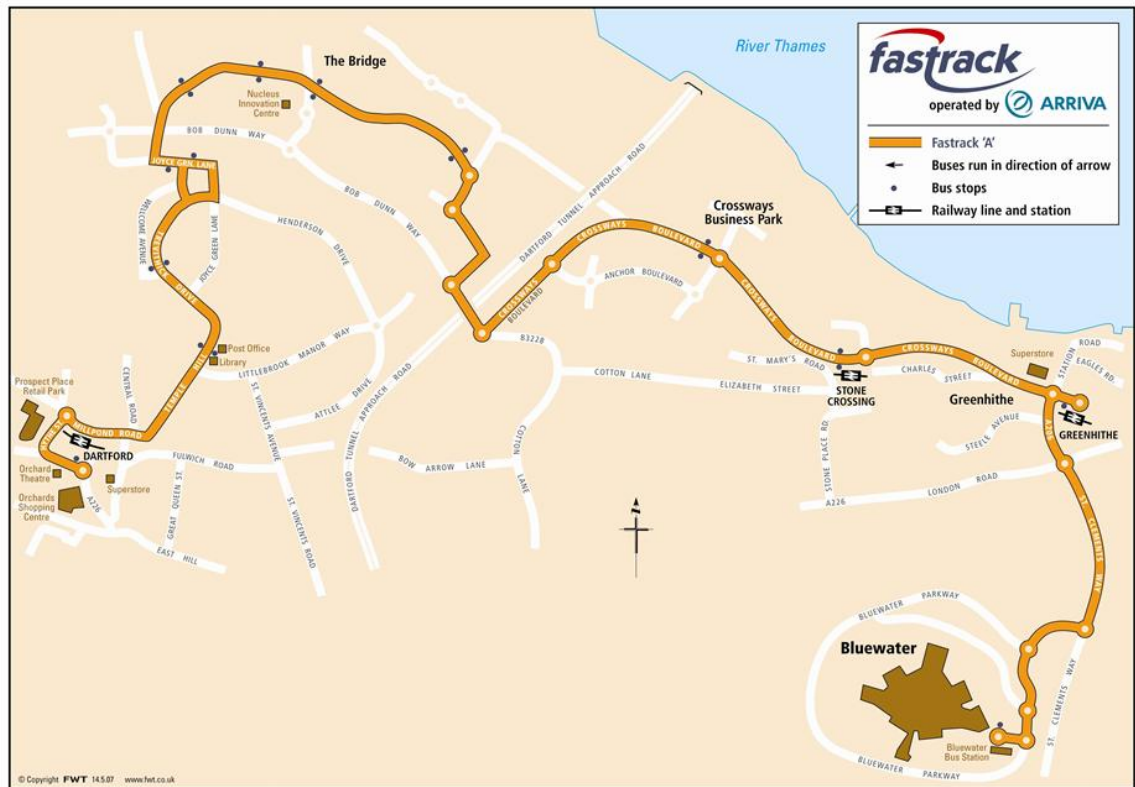 River Thames
fastrack
operated by ARRIVA
Fastrack 'A'
Buses run in direction of arrow
Bus stops
Railway line and station
The Bridge
Nucleus
Innovation
Centre
BOB DUNN WAY
JOYCE GRN. LANE
WELCOME AVENUE
JOYCE GREEN LANE
HENDERSON DRIVE
BOB DUNN WAY
DARTFORD TUNNEL APPROACH ROAD
Crossways
Business Park
CROSSWAYS BOULEVARD
CROSSWAYS
BOULEVARD
ANCHOR BOULEVARD
CROSSWAYS BOULEVARD
TEMPLE HILL
Post Office
Library
LITTLEBROOK MANOR WAY
B3228
COTTON LANE
ELIZABETH STREET
ST. MARY'S ROAD
CHARLES STREET
CROSSWAYS BOULEVARD
STONE
CROSSING
Superstore
STATION ROAD
EAGLES RD.
Greenhithe
GREENHITHE
STEELE AVENUE
Prospect Place
Retail Park
CENTRAL ROAD
MILLPOND ROAD
DARTFORD
Orchard
Theatre
Orchards
Shopping
Centre
Superstore
A226
FULWICH ROAD
GREAT QUEEN ST.
EAST HILL
ST. VINCENTS AVENUE
ST. VINCENTS ROAD
ATTLEE DRIVE
DARTFORD TUNNEL APPROACH ROAD
BOW ARROW LANE
COTTON LANE
STONE PLACE RD.
A226
LONDON ROAD
ST. CLEMENTS WAY
BLUEWATER PARKWAY
Bluewater
ST. CLEMENTS WAY
Bluewater
Bus Station
BLUEWATER PARKWAY
© Copyright FWT 14.5.07 www.fwt.co.uk